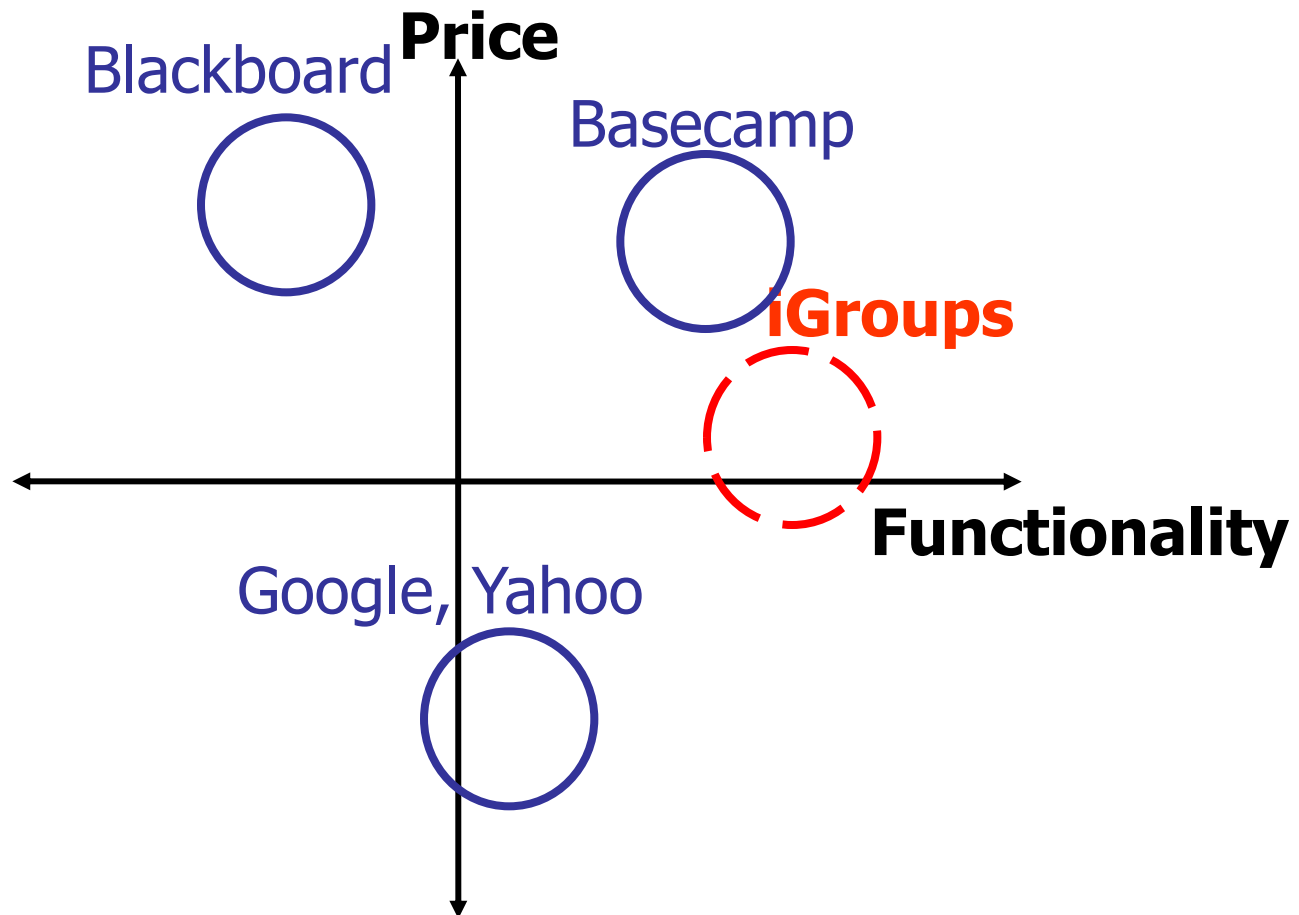 Price
Blackboard
Basecamp
iGroups
Functionality
Google, Yahoo